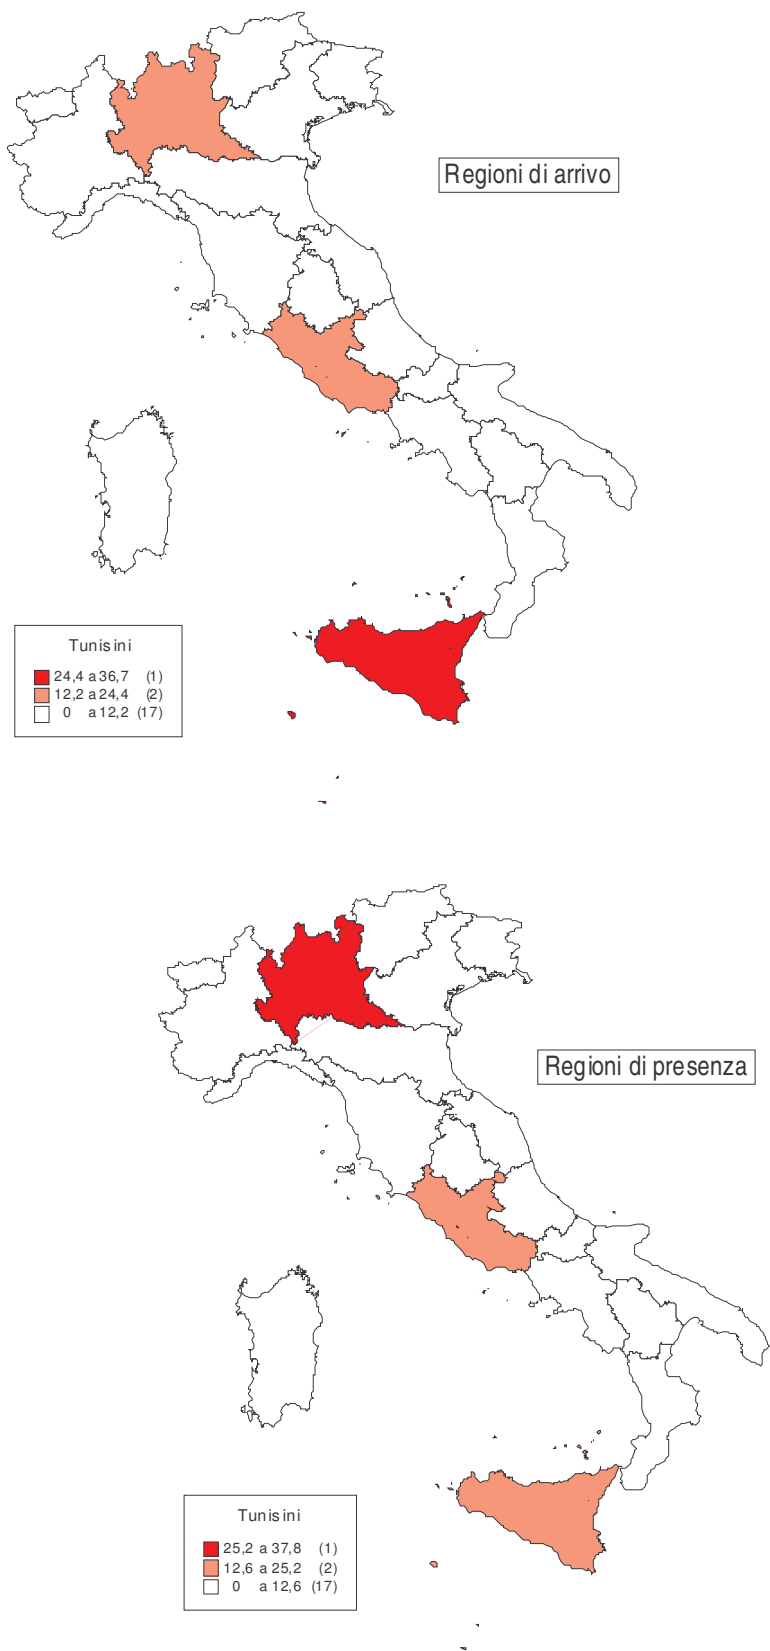 Regioni di arrivo
Tunisini
24,4 a 36,7 (1)
12,2 a 24,4 (2)
0 a 12,2 (17)
Regioni di presenza
Tunisini
25,2 a 37,8 (1)
12,6 a 25,2 (2)
0 a 12,6 (17)